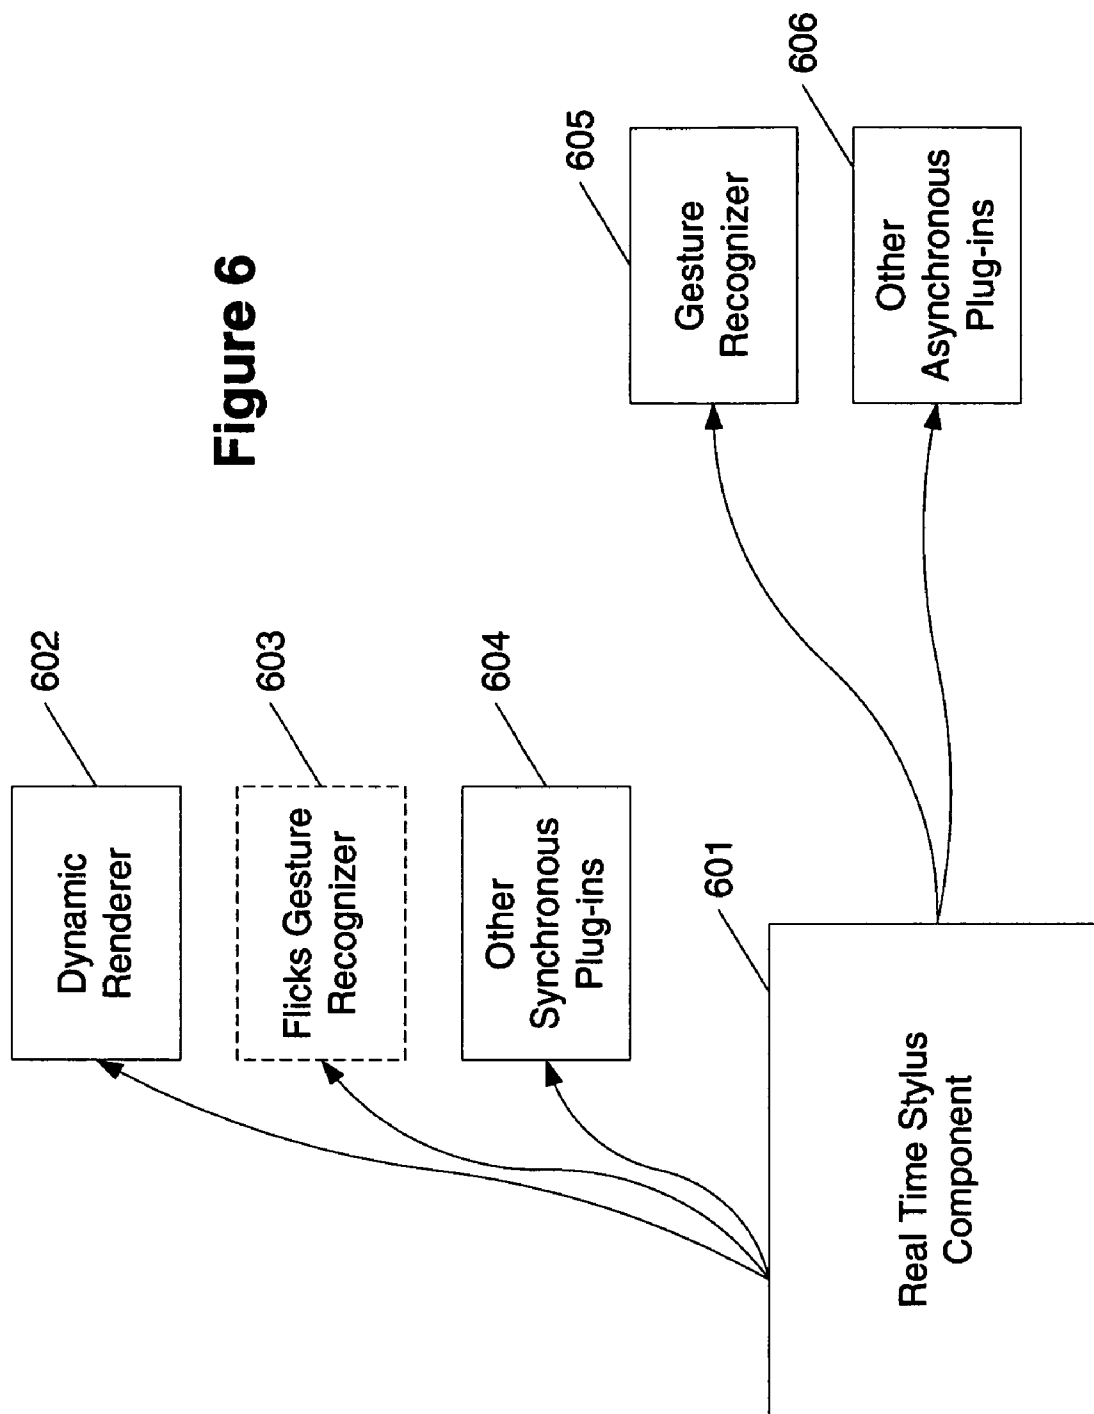 Figure 6
602
Dynamic
Renderer
603
Flicks Gesture
Recognizer
604
Other
Synchronous
Plug-ins
601
Real Time Stylus
Component
605
Gesture
Recognizer
606
Other
Asynchronous
Plug-ins